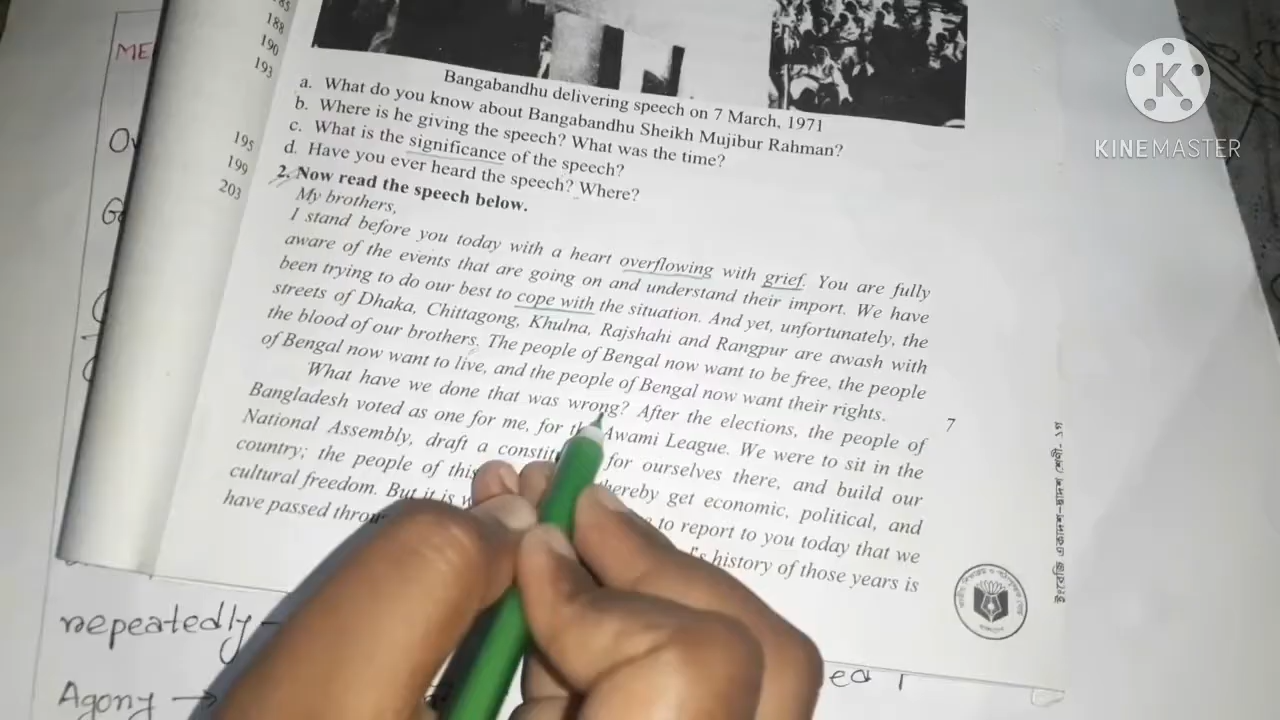 185
188
190
193
195
199
203
ME
KINEMASTER
Bangabandhu delivering speech on 7 March, 1971
a. What do you know about Bangabandhu Sheikh Mujibur Rahman?
b. Where is he giving the speech? What was the time?
c. What is the significance of the speech?
d. Have you ever heard the speech? Where?
2. Now read the speech below.
My brothers,
I stand before you today with a heart overflowing with grief. You are fully
aware of the events that are going on and understand their import. We have
been trying to do our best to cope with the situation. And yet, unfortunately, the
streets of Dhaka, Chittagong, Khulna, Rajshahi and Rangpur are awash with
the blood of our brothers. The people of Bengal now want to be free, the people
of Bengal now want to live, and the people of Bengal now want their rights.
What have we done that was wrong? After the elections, the people of
Bangladesh voted as one for me, for the Awami League. We were to sit in the
National Assembly, draft a for ourselves there, and build our
country; the people of this thereby get economic, political, and
cultural freedom. But it is to report to you today that we
have passed history of those years is
7
ইংরেজি একাদশ-দ্বাদশ শ্রেণী-
repeatedly
Agony →